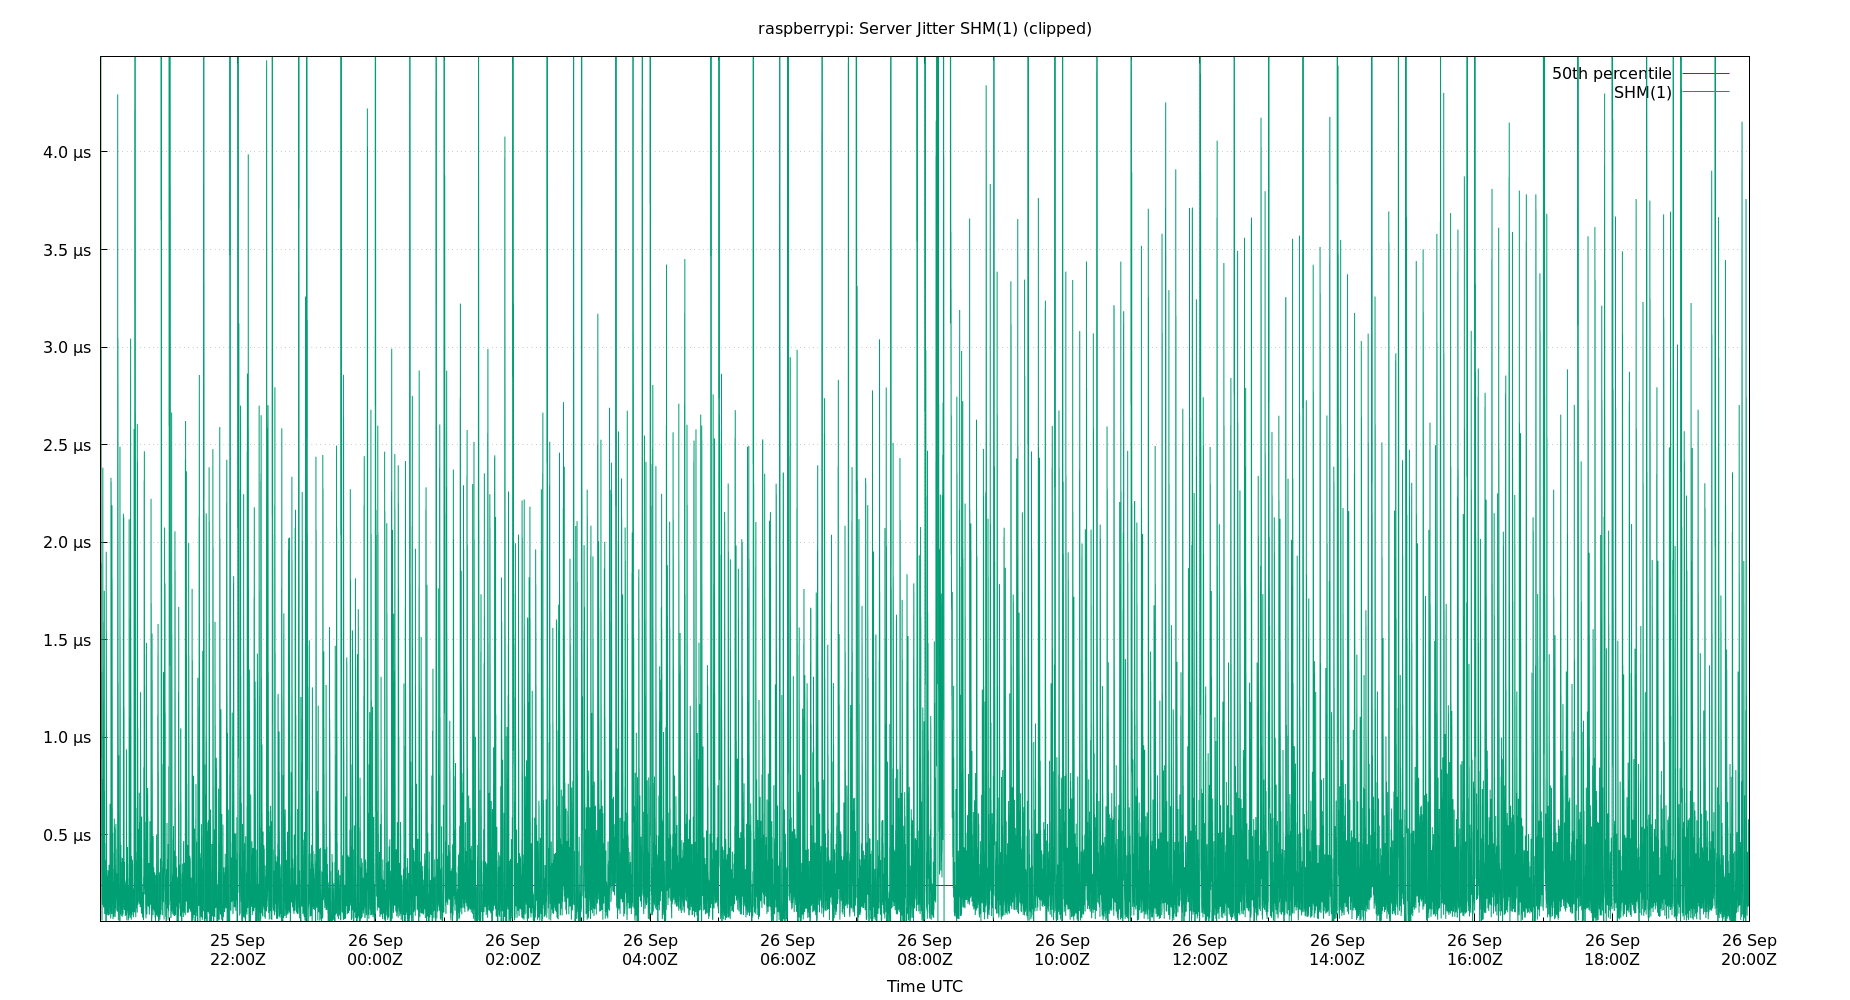 raspberrypi: Server Jitter SHM(1) (clipped)
50th percentile
SHM(1)
4.0 µs
3.5 µs
3.0 µs
2.5 µs
2.0 µs
1.5 µs
1.0 µs
0.5 µs
25 Sep 26 Sep 26 Sep 26 Sep 26 Sep 26 Sep 26 Sep 26 Sep 26 Sep 26 Sep 26 Sep 26 Sep
22:00Z 00:00Z 02:00Z 04:00Z 06:00Z 08:00Z 10:00Z 12:00Z 14:00Z 16:00Z 18:00Z 20:00Z
Time UTC